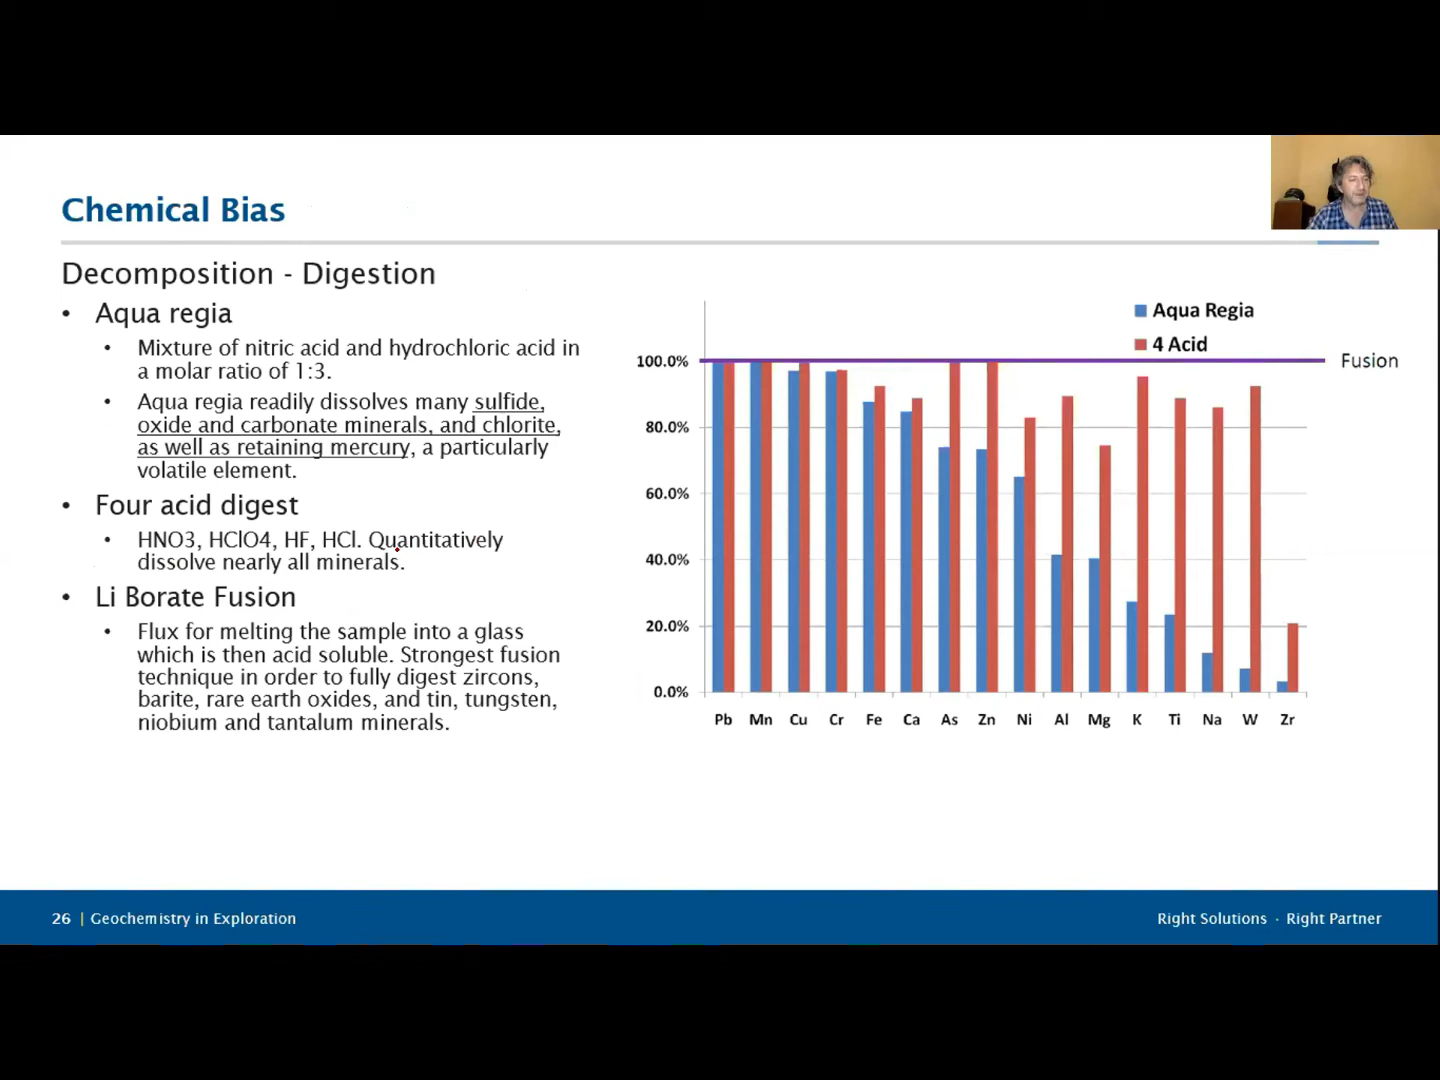 Chemical Bias
Decomposition - Digestion
• Aqua regia
• Mixture of nitric acid and hydrochloric acid in
a molar ratio of 1:3.
• Aqua regia readily dissolves many sulfide,
oxide and carbonate minerals, and chlorite,
as well as retaining mercury, a particularly
volatile element.
• Four acid digest
• HNO3, HClO4, HF, HCl. Quantitatively
dissolve nearly all minerals.
• Li Borate Fusion
• Flux for melting the sample into a glass
which is then acid soluble. Strongest fusion
technique in order to fully digest zircons,
barite, rare earth oxides, and tin, tungsten,
niobium and tantalum minerals.
Aqua Regia
4 Acid
Fusion
100.0%
80.0%
60.0%
40.0%
20.0%
0.0%
Pb Mn Cu Cr Fe Ca As Zn Ni Al Mg K Ti Na W Zr
26 | Geochemistry in Exploration
Right Solutions · Right Partner